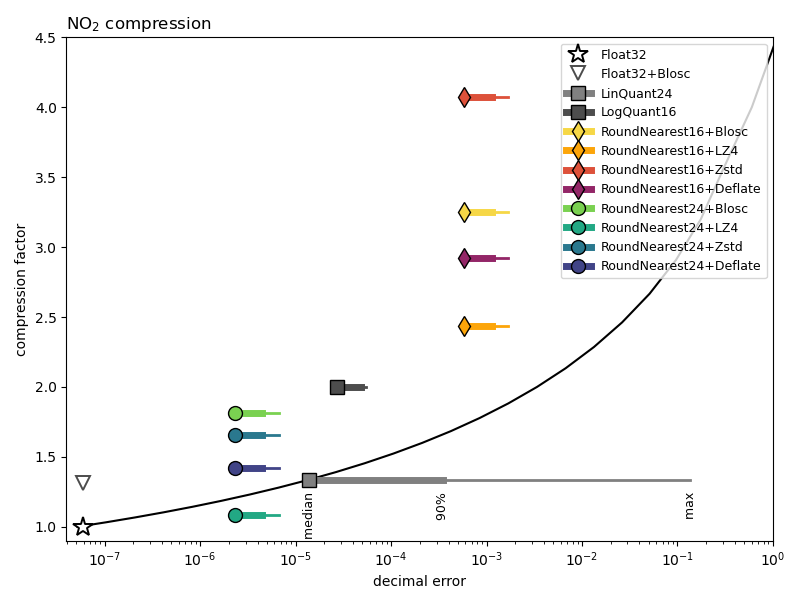 NO₂ compression
4.5
4.0
3.5
3.0
2.5
2.0
1.5
1.0
compression factor
Float32
Float32+Blosc
LinQuant24
LogQuant16
RoundNearest16+Blosc
RoundNearest16+LZ4
RoundNearest16+Zstd
RoundNearest16+Deflate
RoundNearest24+Blosc
RoundNearest24+LZ4
RoundNearest24+Zstd
RoundNearest24+Deflate
median
90%
max
10⁻⁷ 10⁻⁶ 10⁻⁵ 10⁻⁴ 10⁻³ 10⁻² 10⁻¹ 10⁰
decimal error